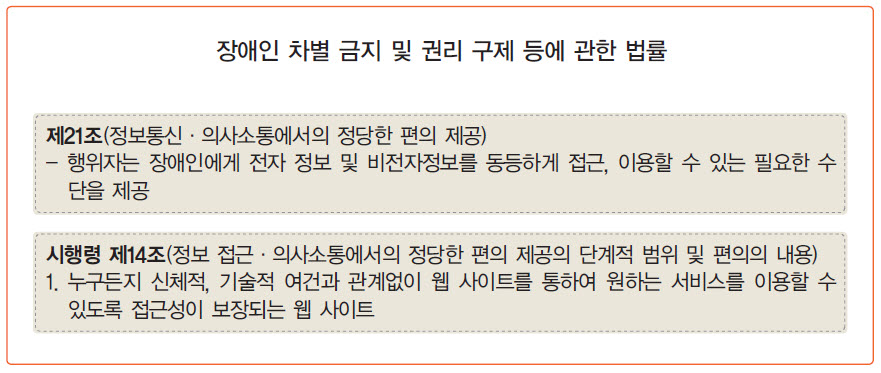 장애인 차별 금지 및 권리 구제 등에 관한 법률
제21조(정보통신 · 의사소통에서의 정당한 편의 제공)
– 행위자는 장애인에게 전자 정보 및 비전자정보를 동등하게 접근, 이용할 수 있는 필요한 수
단을 제공
시행령 제14조(정보 접근 · 의사소통에서의 정당한 편의 제공의 단계적 범위 및 편의의 내용)
1. 누구든지 신체적, 기술적 여건과 관계없이 웹 사이트를 통하여 원하는 서비스를 이용할 수
있도록 접근성이 보장되는 웹 사이트